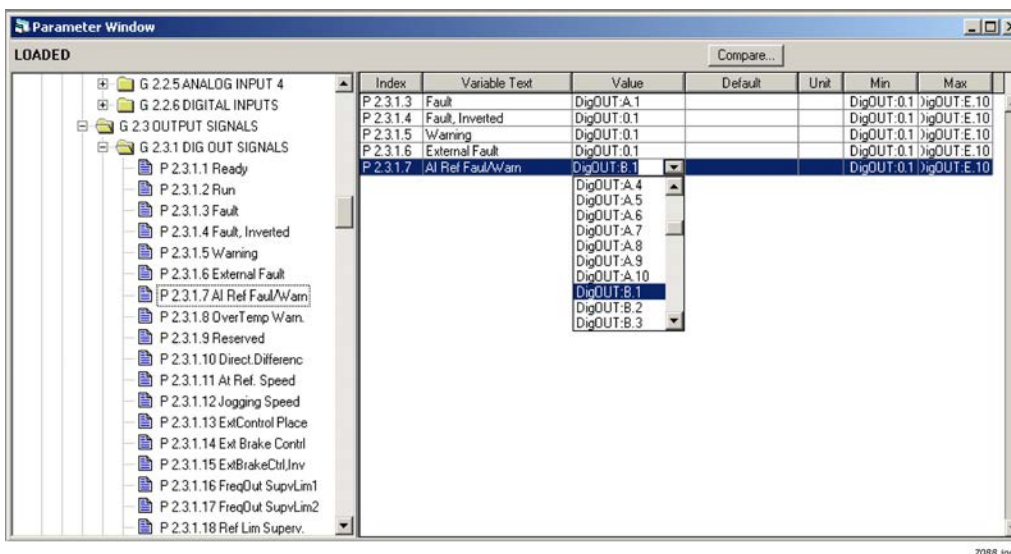 Parameter Window
LOADED
Compare...
G 2.2.5 ANALOG INPUT 4
G 2.2.6 DIGITAL INPUTS
G 2.3 OUTPUT SIGNALS
G 2.3.1 DIG OUT SIGNALS
P 2.3.1.1 Ready
P 2.3.1.2 Run
P 2.3.1.3 Fault
P 2.3.1.4 Fault, Inverted
P 2.3.1.5 Warning
P 2.3.1.6 External Fault
P 2.3.1.7 AI Ref Faul/Warn
P 2.3.1.8 OverTemp Warn.
P 2.3.1.9 Reserved
P 2.3.1.10 Direct.Differenc
P 2.3.1.11 At Ref. Speed
P 2.3.1.12 Jogging Speed
P 2.3.1.13 ExtControl Place
P 2.3.1.14 Ext Brake Contrl
P 2.3.1.15 ExtBrakeCtrl,Inv
P 2.3.1.16 FreqOut SupvLim1
P 2.3.1.17 FreqOut SupvLim2
P 2.3.1.18 Ref Lim Superv.
Index Variable Text Value Default Unit Min Max
P 2.3.1.3 Fault DigOUT:A.1 DigOUT:0.1 DigOUT:E.10
P 2.3.1.4 Fault, Inverted DigOUT:0.1 DigOUT:0.1 DigOUT:E.10
P 2.3.1.5 Warning DigOUT:0.1 DigOUT:0.1 DigOUT:E.10
P 2.3.1.6 External Fault DigOUT:0.1 DigOUT:0.1 DigOUT:E.10
P 2.3.1.7 AI Ref Faul/Warn DigOUT:B.1 DigOUT:0.1 DigOUT:E.10
DigOUT:A.4
DigOUT:A.5
DigOUT:A.6
DigOUT:A.7
DigOUT:A.8
DigOUT:A.9
DigOUT:A.10
DigOUT:B.1
DigOUT:B.2
DigOUT:B.3